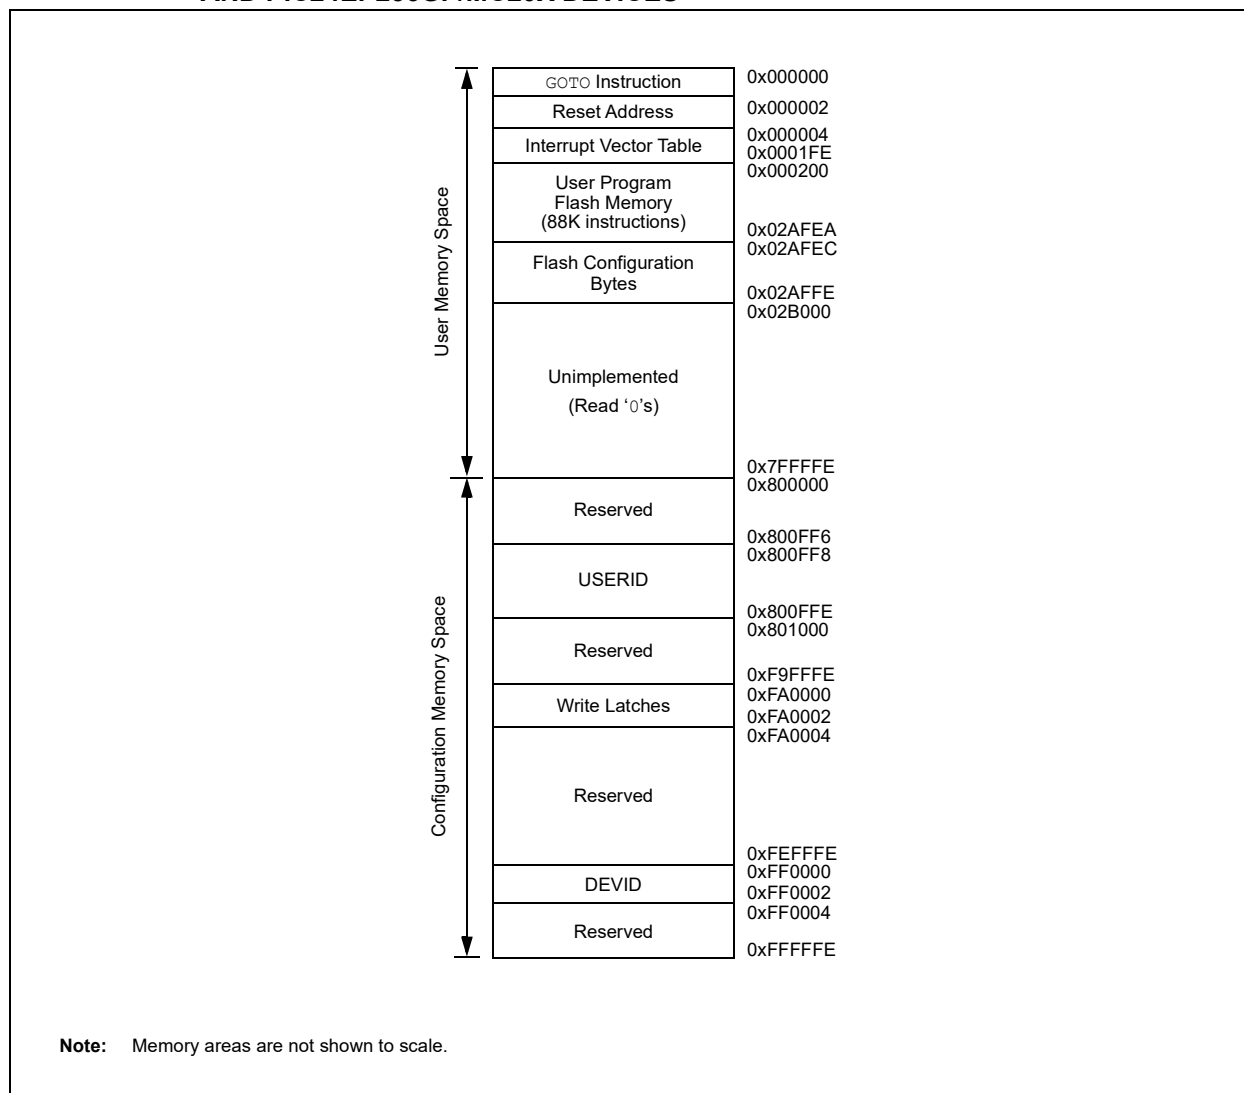 GOTO Instruction
0x000000
Reset Address
0x000002
Interrupt Vector Table
0x000004
0x0001FE
User Program
Flash Memory
(88K instructions)
0x000200
0x02AFEA
Flash Configuration
Bytes
0x02AFEC
0x02AFFE
Unimplemented
(Read ‘0’s)
0x02B000
0x7FFFFE
User Memory Space
Reserved
0x800000
0x800FF6
USERID
0x800FF8
0x800FFE
Reserved
0x801000
0xF9FFFE
Write Latches
0xFA0000
0xFA0002
Reserved
0xFA0004
0xFEFFFE
DEVID
0xFF0000
0xFF0002
Reserved
0xFF0004
0xFFFFFE
Configuration Memory Space
Note: Memory areas are not shown to scale.